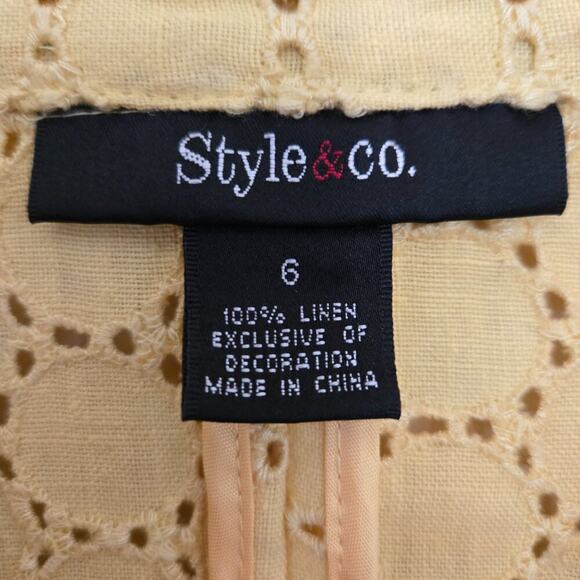 Style&co.
6
100% LINEN
EXCLUSIVE OF
DECORATION
MADE IN CHINA